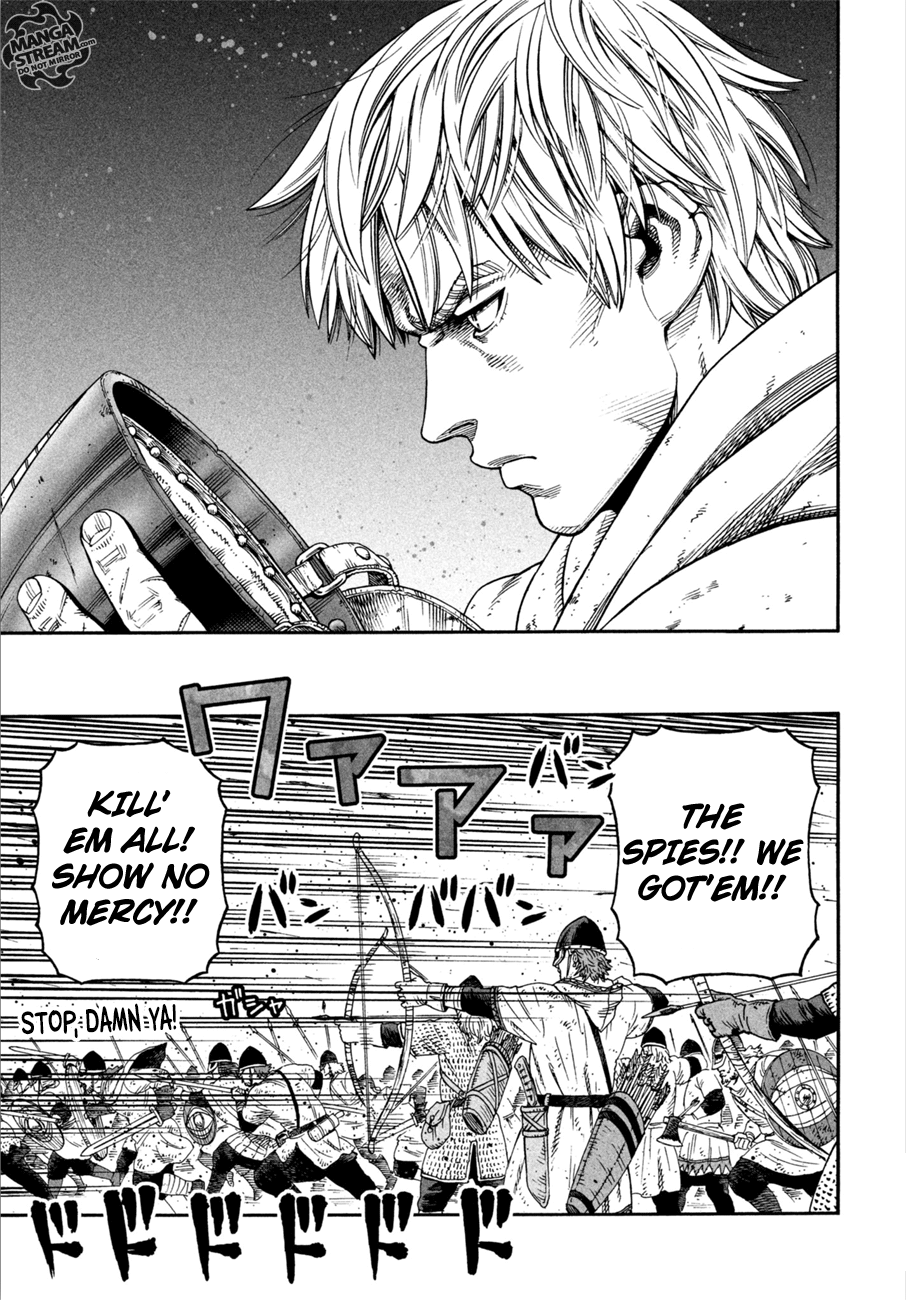 MANGA
STREAM.com
DO NOT MIRROR
ワァアア
バン
THE
SPIES!! WE
GOT'EM!!
KILL'
EM ALL!
SHOW NO
MERCY!!
バン
ババン
STOP, DAMN YA!
ガシャ
ドドドドドド